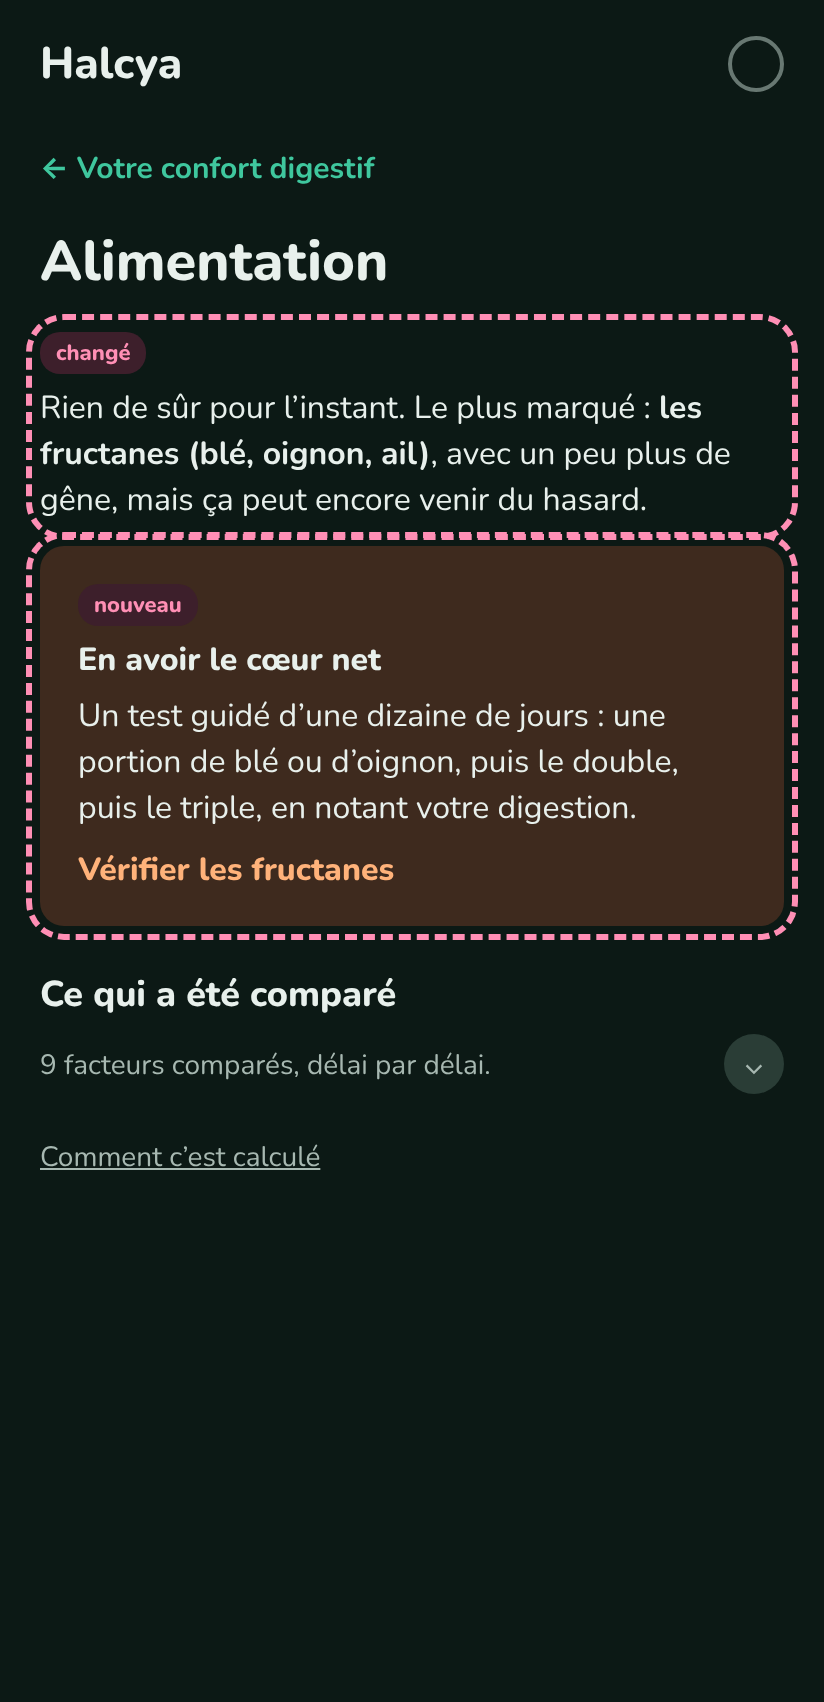 Halcya
← Votre confort digestif
Alimentation
changé
Rien de sûr pour l’instant. Le plus marqué : les
fructanes (blé, oignon, ail), avec un peu plus de
gêne, mais ça peut encore venir du hasard.
nouveau
En avoir le cœur net
Un test guidé d’une dizaine de jours : une
portion de blé ou d’oignon, puis le double,
puis le triple, en notant votre digestion.
Vérifier les fructanes
Ce qui a été comparé
9 facteurs comparés, délai par délai.
Comment c’est calculé